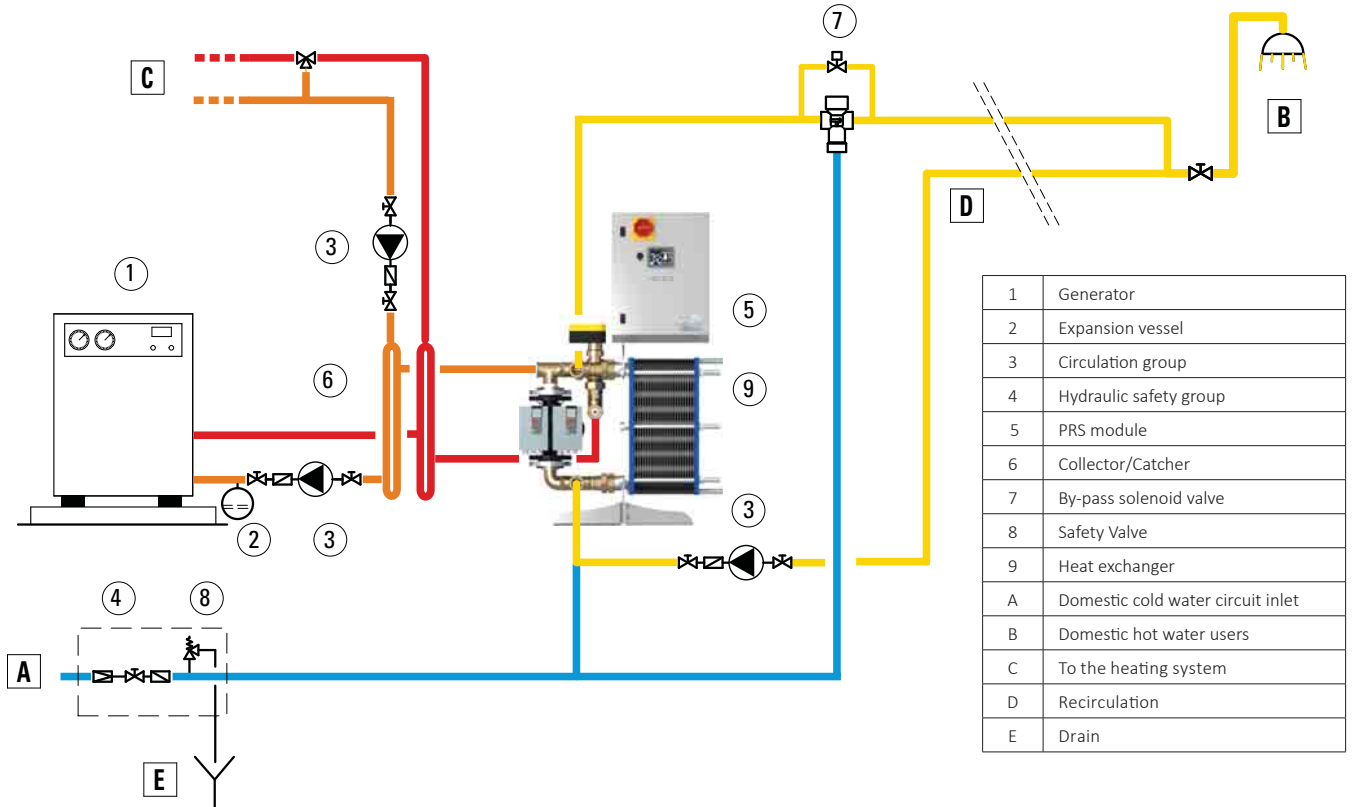 7
C
B
D
3
1
5
6
9
2
3
3
4
8
A
E
1 Generator
2 Expansion vessel
3 Circulation group
4 Hydraulic safety group
5 PRS module
6 Collector/Catcher
7 By-pass solenoid valve
8 Safety Valve
9 Heat exchanger
A Domestic cold water circuit inlet
B Domestic hot water users
C To the heating system
D Recirculation
E Drain